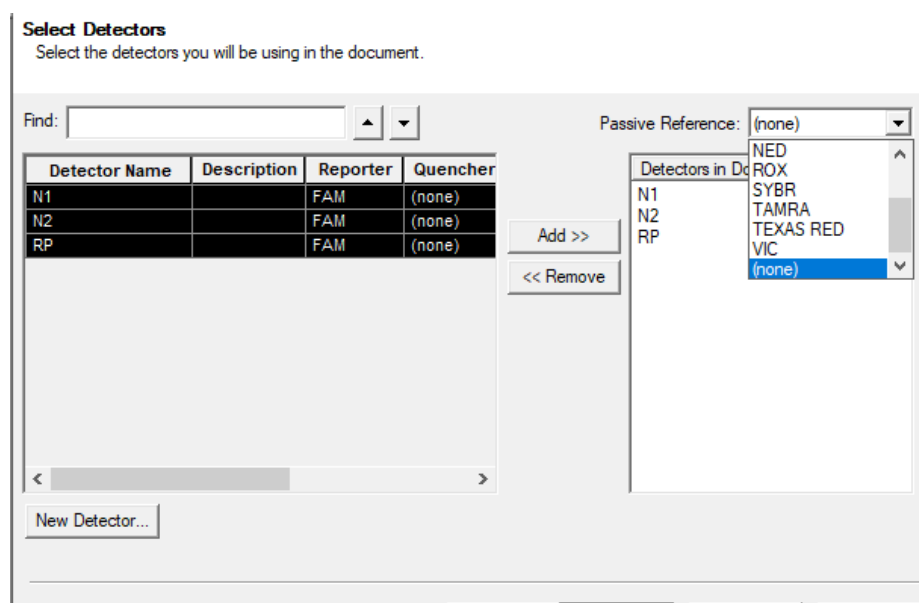 Select Detectors
Select the detectors you will be using in the document.
Find:
Passive Reference: (none)
Detector Name Description Reporter Quencher
N1 FAM (none)
N2 FAM (none)
RP FAM (none)
Add >>
<< Remove
Detectors in Do
N1
N2
RP
NED
ROX
SYBR
TAMRA
TEXAS RED
VIC
(none)
New Detector...